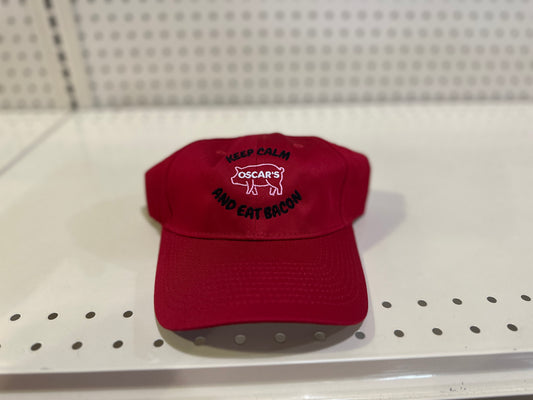 KEEP CALM
OSCAR'S
AND EAT BACON